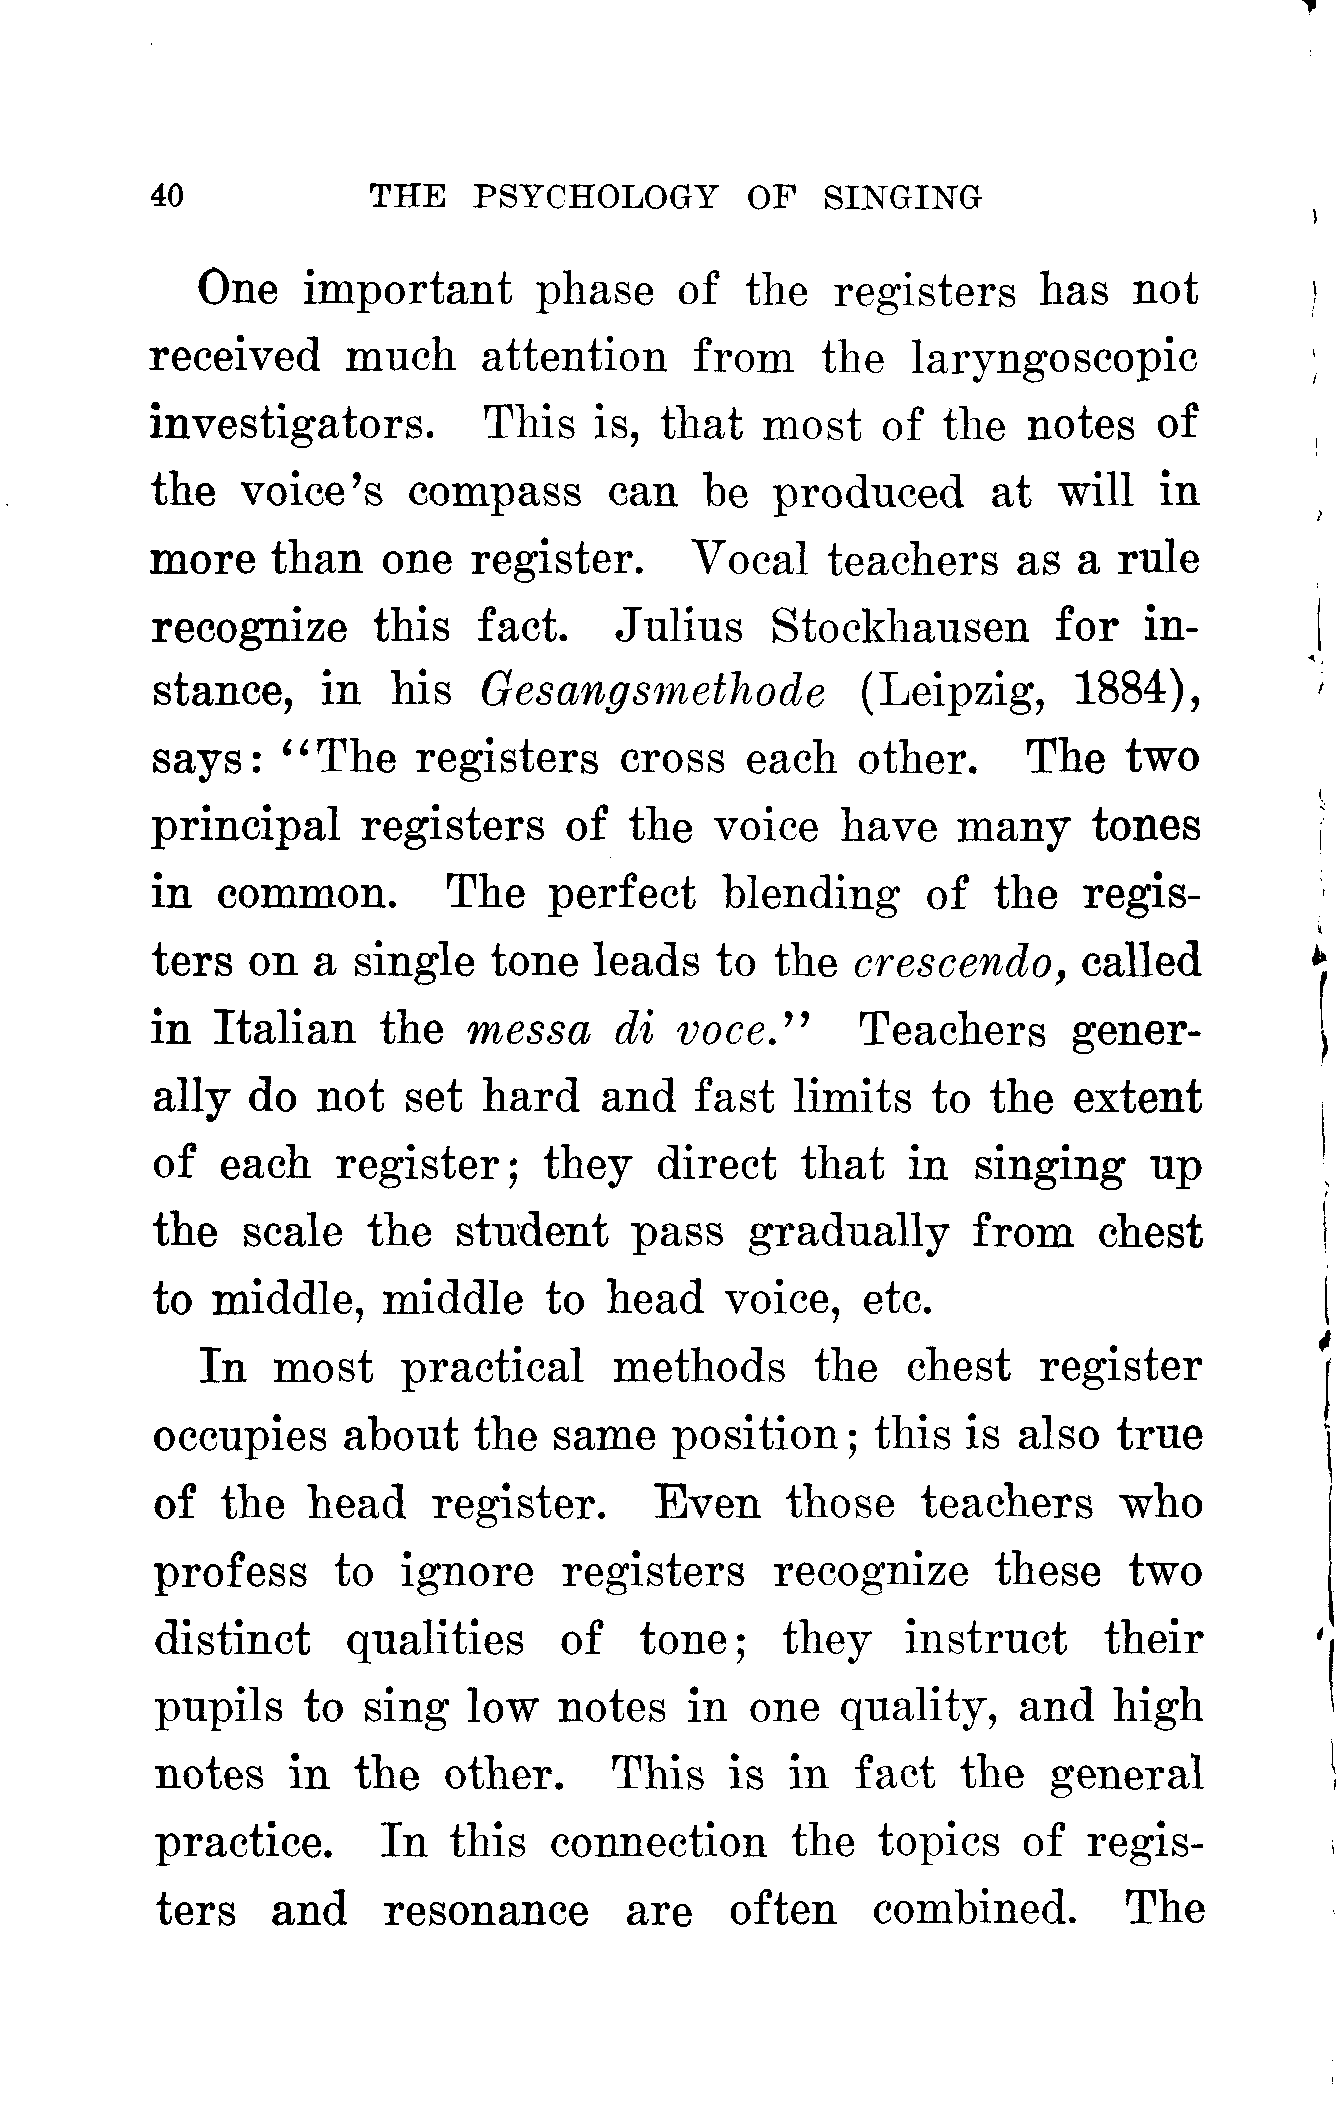 40 THE PSYCHOLOGY OF SINGING
One important phase of the registers has not
received much attention from the laryngoscopic
investigators. This is, that most of the notes of
the voice's compass can be produced at will in
more than one register. Vocal teachers as a rule
recognize this fact. Julius Stockhausen for in-
stance, in his Gesangsmethode (Leipzig, 1884),
says: "The registers cross each other. The two
principal registers of the voice have many tones
in common. The perfect blending of the regis-
ters on a single tone leads to the crescendo, called
in Italian the messa di voce." Teachers gener-
ally do not set hard and fast limits to the extent
of each register; they direct that in singing up
the scale the student pass gradually from chest
to middle, middle to head voice, etc.
In most practical methods the chest register
occupies about the same position; this is also true
of the head register. Even those teachers who
profess to ignore registers recognize these two
distinct qualities of tone; they instruct their
pupils to sing low notes in one quality, and high
notes in the other. This is in fact the general
practice. In this connection the topics of regis-
ters and resonance are often combined. The